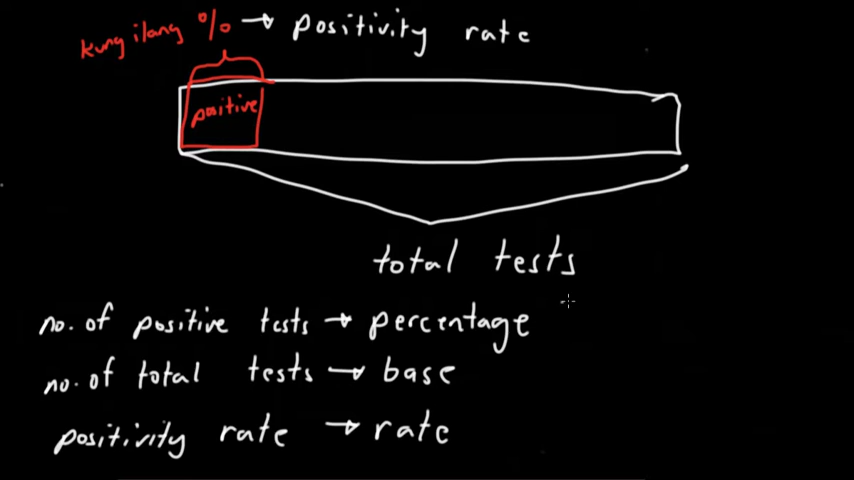 kung ilang % → positivity rate
positive
total tests
no. of positive tests → percentage
no. of total tests → base
positivity rate → rate